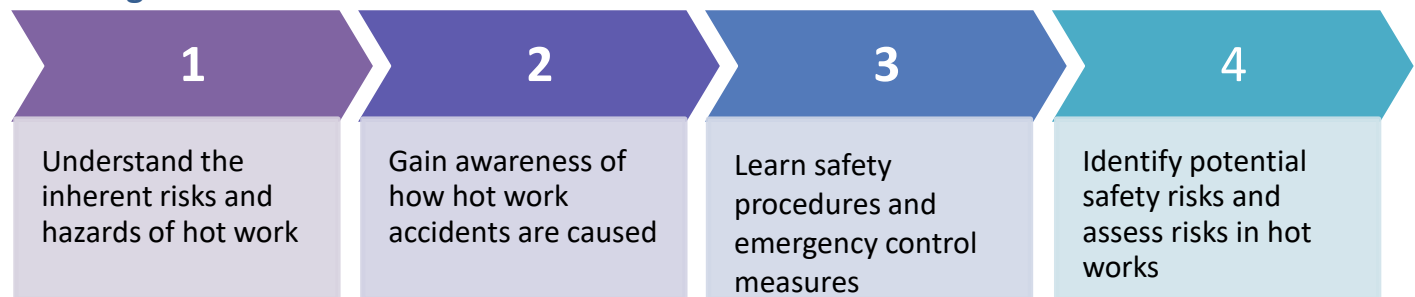 1
Understand the
inherent risks and
hazards of hot work
2
Gain awareness of
how hot work
accidents are caused
3
Learn safety
procedures and
emergency control
measures
4
Identify potential
safety risks and
assess risks in hot
works